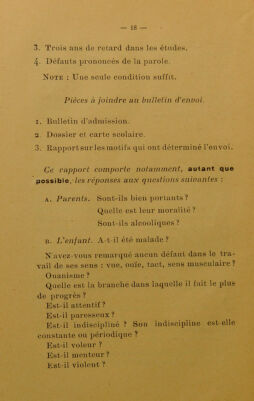 — 18 —
3. Trois ans de retard dans les études.
4. Défauts prononcés de la parole.
NOTE : Une seule condition suffit.
Pièces à joindre au bulletin d'envoi.
1. Bulletin d'admission.
2. Dossier et carte scolaire.
3. Rapport sur les motifs qui ont déterminé l'envoi.
Ce rapport comporte notamment, autant que
possible, les réponses aux questions suivantes :
A. Parents. Sont-ils bien portants ?
Quelle est leur moralité ?
Sont-ils alcooliques ?
B. L'enfant. A-t-il été malade ?
N'avez-vous remarqué aucun défaut dans le tra-
vail de ses sens : vue, ouïe, tact, sens musculaire ?
Onanisme ?
Quelle est la branche dans laquelle il fait le plus
de progrès ?
Est-il attentif ?
Est-il paresseux ?
Est-il indiscipliné ? Son indiscipline est-elle
constante ou périodique ?
Est-il voleur ?
Est-il menteur ?
Est-il violent ?